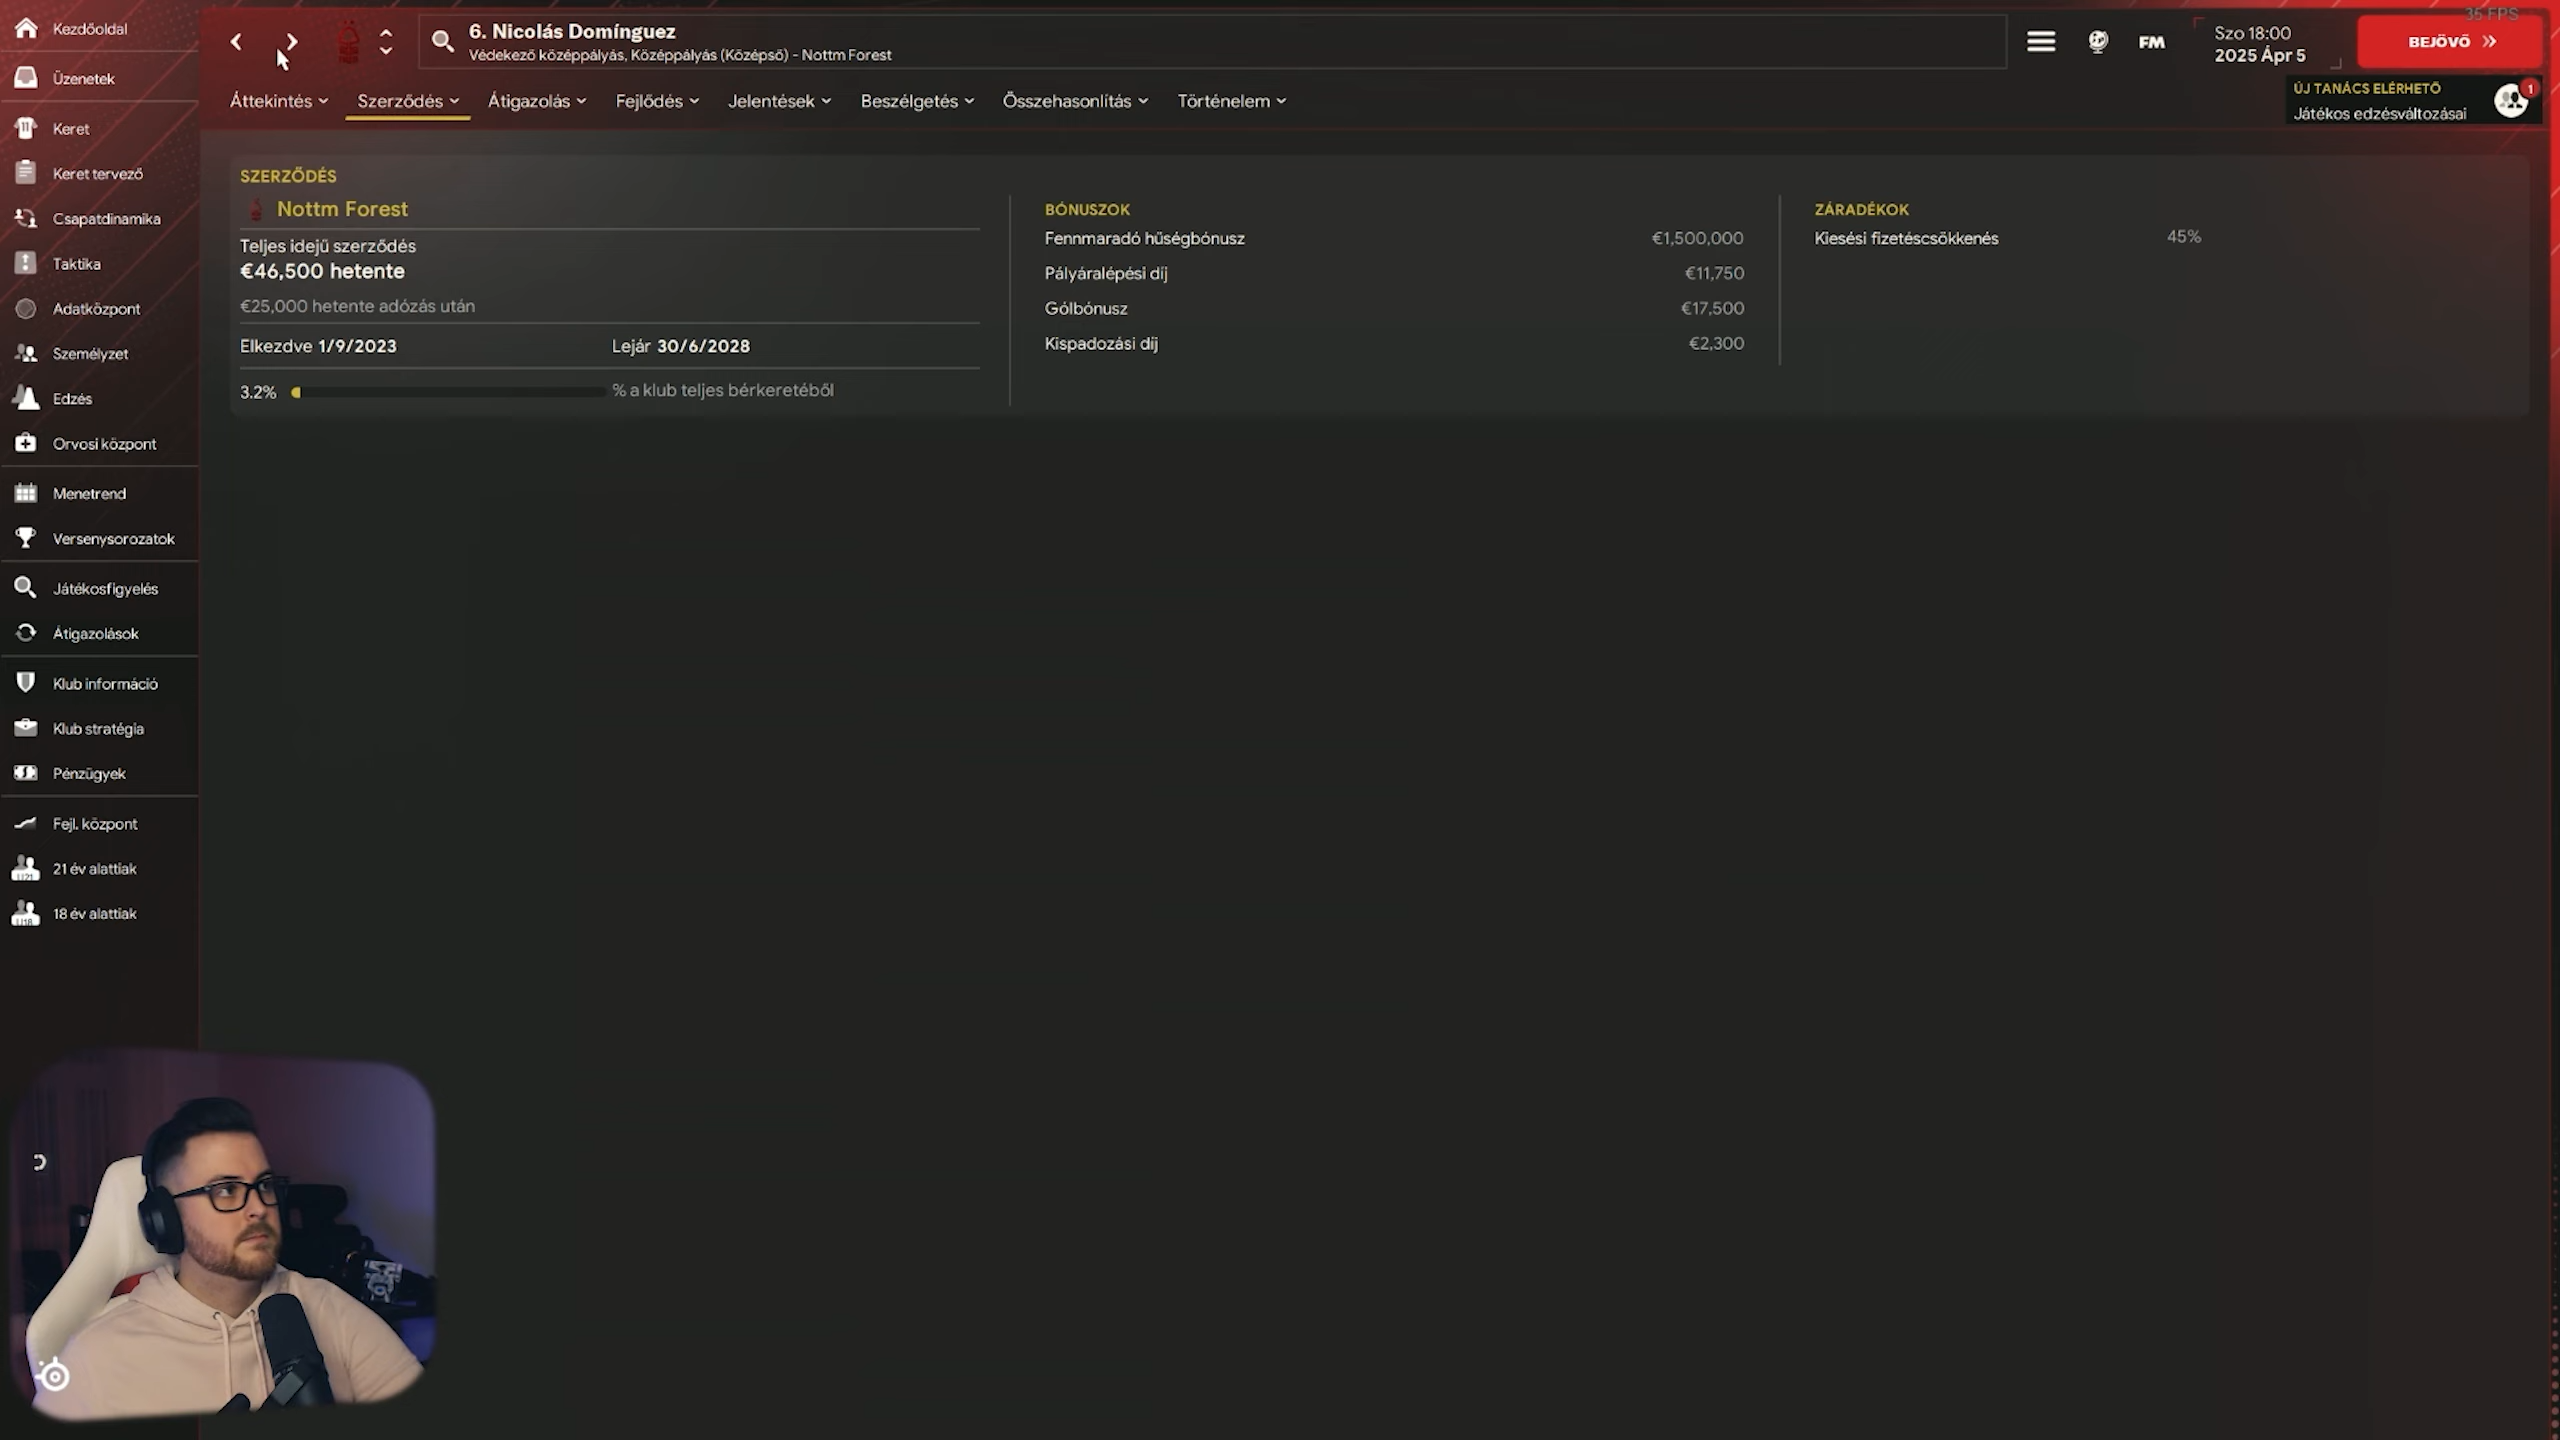 Kezdőoldal
Üzenetek
Keret
Keret tervező
Csapatdinamika
Taktika
Adatközpont
Személyzet
Edzés
Orvosi központ
Menetrend
Versenysorozatok
Játékosfigyelés
Átigazolások
Klub információ
Klub stratégia
Pénzügyek
Fejl. központ
21 év alattiak
18 év alattiak
6. Nicolás Domínguez
Védekező középpályás, Középpályás (Középső) - Nottm Forest
FM
Szo 18:00
2025 Ápr 5
35 FPS
BEJÖVŐ
Áttekintés
Szerződés
Átigazolás
Fejlődés
Jelentések
Beszélgetés
Összehasonlítás
Történelem
ÚJ TANÁCS ELÉRHETŐ
Játékos edzésváltozásai
1
SZERZŐDÉS
Nottm Forest
Teljes idejű szerződés
€46,500 hetente
€25,000 hetente adózás után
Elkezdve 1/9/2023
Lejár 30/6/2028
3.2% % a klub teljes bérkeretéből
BÓNUSZOK
Fennmaradó hűségbónusz €1,500,000
Pályáralépési díj €11,750
Gólbónusz €17,500
Kispadozási díj €2,300
ZÁRADÉKOK
Kiesési fizetéscsökkenés 45%